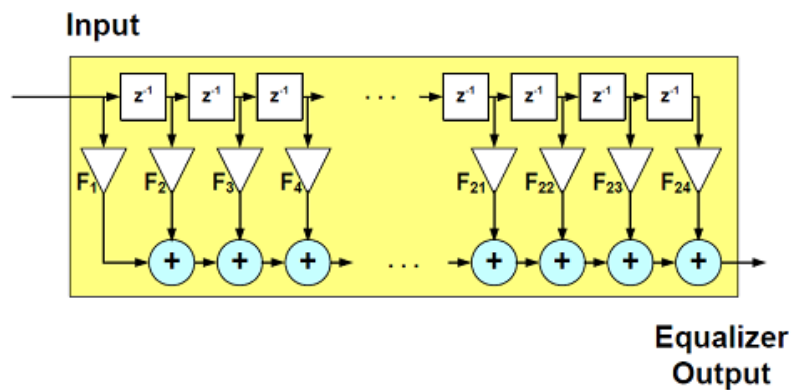 Input
z⁻¹ z⁻¹ z⁻¹ . . . z⁻¹ z⁻¹ z⁻¹ z⁻¹
F₁ F₂ F₃ F₄ F₂₁ F₂₂ F₂₃ F₂₄
+ + + . . . + + + +
Equalizer
Output